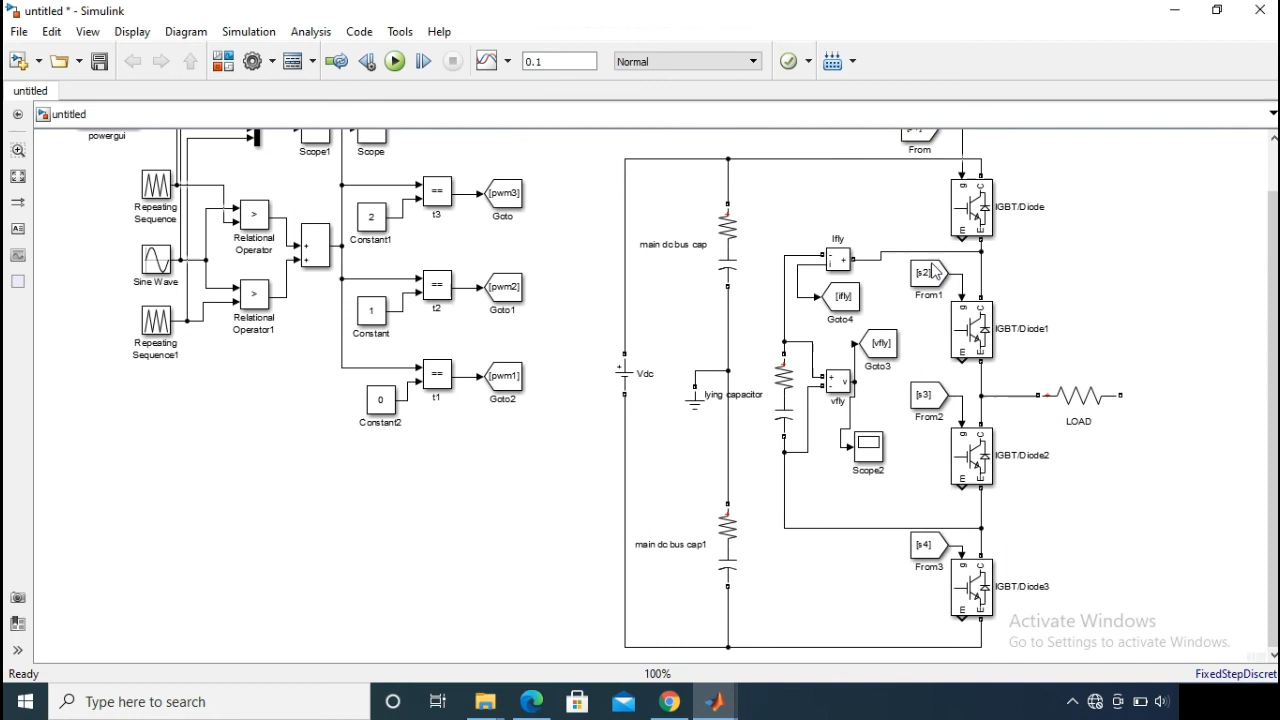 untitled * - Simulink
File Edit View Display Diagram Simulation Analysis Code Tools Help
0.1
Normal
untitled
untitled
powergui
Scope1
Scope
From
Repeating
Sequence
>
Relational
Operator
2
Constant1
==
t3
[pwm3]
Goto
Sine Wave
+
+
Repeating
Sequence1
>
Relational
Operator1
1
Constant
==
t2
[pwm2]
Goto1
0
Constant2
==
t1
[pwm1]
Goto2
main dc bus cap
Ifly
-
+
i
[ifly]
Goto4
+
Vdc
lying capacitor
+
-
v
vfly
[vfly]
Goto3
Scope2
main dc bus cap1
g
C
m
E
IGBT/Diode
[s2]
From1
g
C
m
E
IGBT/Diode1
[s3]
From2
LOAD
g
C
m
E
IGBT/Diode2
[s4]
From3
g
C
m
E
IGBT/Diode3
Activate Windows
Go to Settings to activate Windows.
Ready
100%
FixedStepDiscret
Type here to search